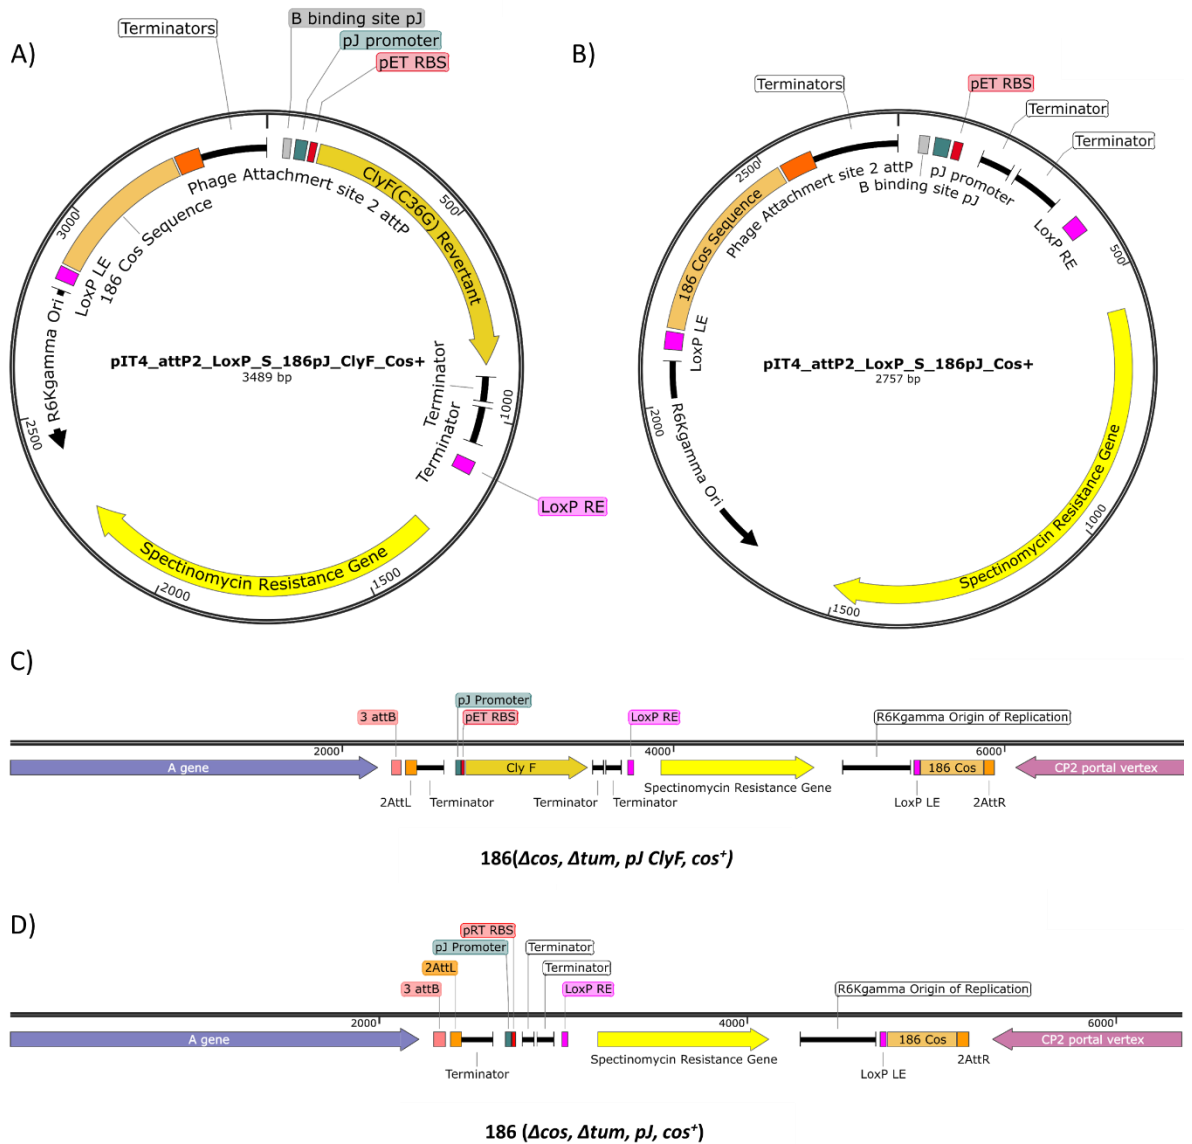 A)
Terminators
B binding site pJ
pJ promoter
pET RBS
Phage Attachmert site 2 attP
ClyF(C36G) Revertant
500
3000
186 Cos Sequence
LoxP LE
R6Kgamma Ori
2500
pIT4_attP2_LoxP_S_186pJ_ClyF_Cos+
3489 bp
Terminator
1000
Terminator
LoxP RE
Spectinomycin Resistance Gene
2000
1500
B)
Terminators
pET RBS
Terminator
Terminator
2500
Phage Attachmert site 2 attP
B binding site pJ
pJ promoter
LoxP RE
500
186 Cos Sequence
LoxP LE
pIT4_attP2_LoxP_S_186pJ_Cos+
2757 bp
2000
R6Kgamma Ori
1000
Spectinomycin Resistance Gene
1500
C)
pJ Promoter
3 attB
pET RBS
LoxP RE
R6Kgamma Origin of Replication
2000
4000
6000
A gene
Cly F
186 Cos
CP2 portal vertex
2AttL
Terminator
Terminator
Terminator
Spectinomycin Resistance Gene
LoxP LE
2AttR
186(Δcos, Δtum, pJ ClyF, cos⁺)
D)
pRT RBS
pJ Promoter
Terminator
2AttL
Terminator
3 attB
LoxP RE
R6Kgamma Origin of Replication
2000
4000
6000
A gene
186 Cos
CP2 portal vertex
Terminator
Spectinomycin Resistance Gene
LoxP LE
2AttR
186 (Δcos, Δtum, pJ, cos⁺)